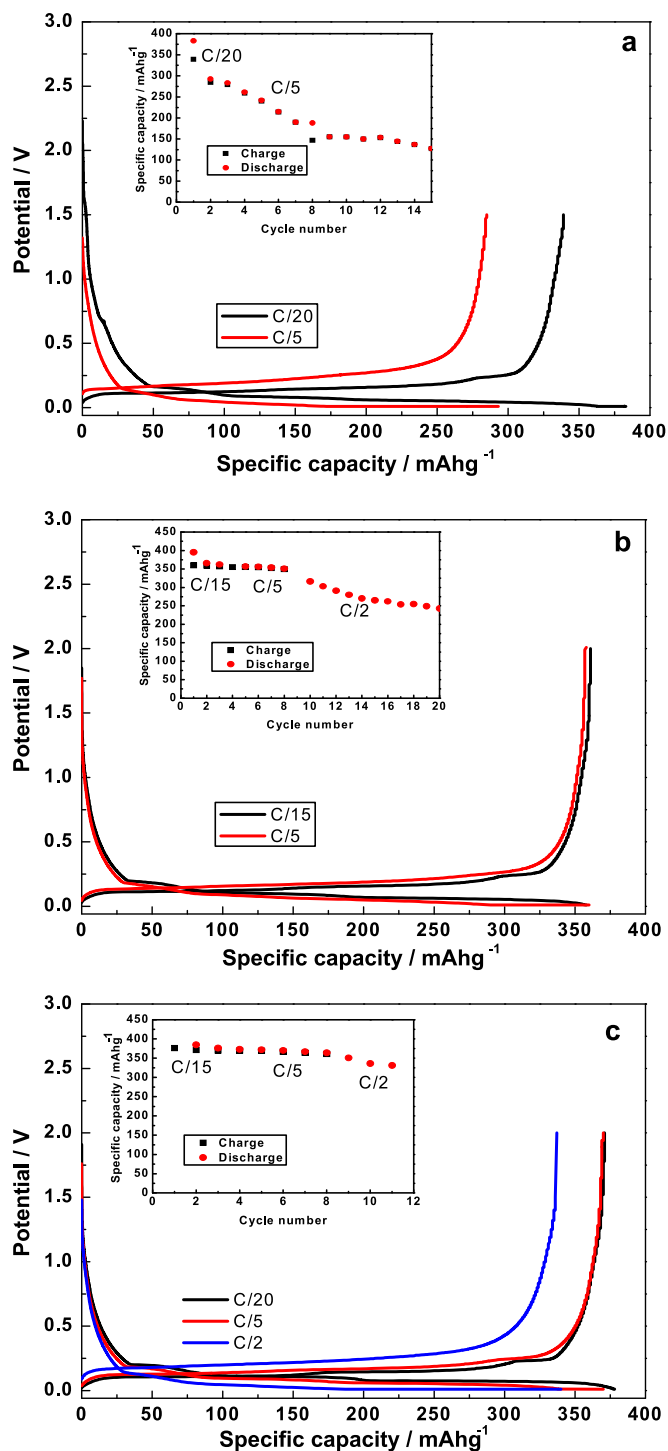 a
3.0
2.5
2.0
1.5
1.0
0.5
0.0
Potential / V
0 50 100 150 200 250 300 350 400
Specific capacity / mAhg-1
C/20
C/5
400
350
300
250
200
150
100
50
0
Specific capacity / mAhg-1
C/20
C/5
Charge
Discharge
0 2 4 6 8 10 12 14
Cycle number
b
3.0
2.5
2.0
1.5
1.0
0.5
0.0
Potential / V
0 50 100 150 200 250 300 350 400
Specific capacity / mAhg-1
C/15
C/5
450
400
350
300
250
200
150
100
50
0
Specific capacity / mAhg-1
C/15
C/5
C/2
Charge
Discharge
0 2 4 6 8 10 12 14 16 18 20
Cycle number
c
3.0
2.5
2.0
1.5
1.0
0.5
0.0
Potential / V
0 50 100 150 200 250 300 350 400
Specific capacity / mAhg-1
C/20
C/5
C/2
450
400
350
300
250
200
150
100
50
0
Specific capacity / mAhg-1
C/15
C/5
C/2
Charge
Discharge
0 2 4 6 8 10 12
Cycle number